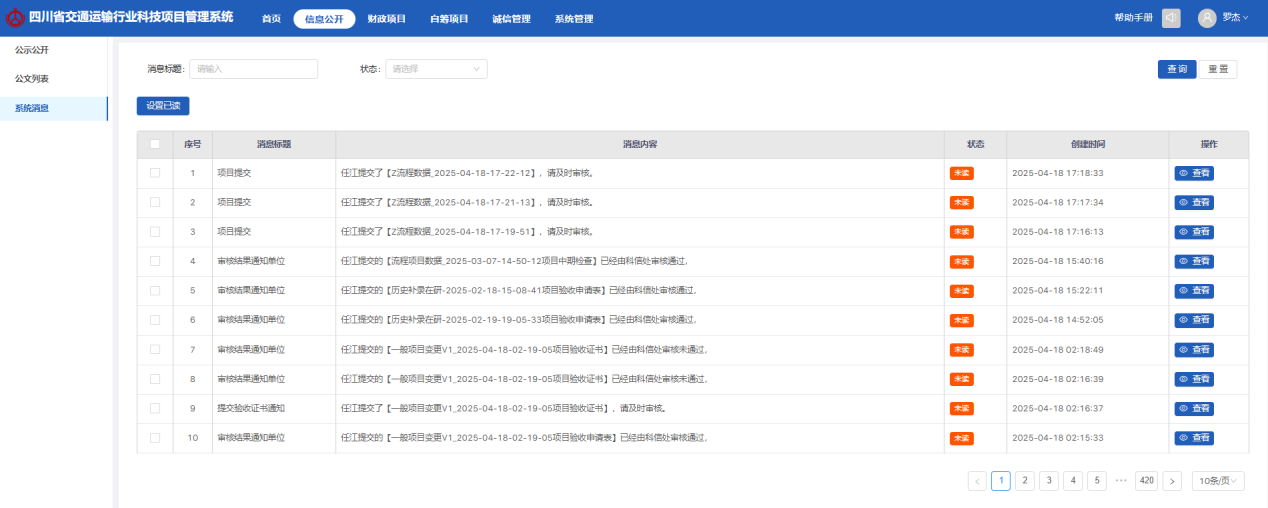 四川省交通运输行业科技项目管理系统 首页 信息公开 财政项目 自筹项目 诚信管理 系统管理 帮助手册 罗杰
公示公开
公文列表
系统消息
消息标题: 请输入 状态: 请选择 查 询 重 置
设置已读
序号 消息标题 消息内容 状态 创建时间 操作
1 项目提交 任江提交了【Z流程数据_2025-04-18-17-22-12】，请及时审核。 未读 2025-04-18 17:18:33 查看
2 项目提交 任江提交了【Z流程数据_2025-04-18-17-21-13】，请及时审核。 未读 2025-04-18 17:17:34 查看
3 项目提交 任江提交了【Z流程数据_2025-04-18-17-19-51】，请及时审核。 未读 2025-04-18 17:16:13 查看
4 审核结果通知单位 任江提交的【流程项目数据_2025-03-07-14-50-12项目中期检查】已经由科信处审核通过， 未读 2025-04-18 15:40:16 查看
5 审核结果通知单位 任江提交的【历史补录在研-2025-02-18-15-08-41项目验收申请表】已经由科信处审核通过， 未读 2025-04-18 15:22:11 查看
6 审核结果通知单位 任江提交的【历史补录在研-2025-02-19-19-05-33项目验收申请表】已经由科信处审核通过， 未读 2025-04-18 14:52:05 查看
7 审核结果通知单位 任江提交的【一般项目变更V1_2025-04-18-02-19-05项目验收证书】已经由科信处审核未通过， 未读 2025-04-18 02:18:49 查看
8 审核结果通知单位 任江提交的【一般项目变更V1_2025-04-18-02-19-05项目验收证书】已经由科信处审核未通过， 未读 2025-04-18 02:16:39 查看
9 提交验收证书通知 任江提交了【一般项目变更V1_2025-04-18-02-19-05项目验收证书】，请及时审核。 未读 2025-04-18 02:16:37 查看
10 审核结果通知单位 任江提交的【一般项目变更V1_2025-04-18-02-19-05项目验收申请表】已经由科信处审核通过， 未读 2025-04-18 02:15:33 查看
< 1 2 3 4 5 ••• 420 > 10条/页